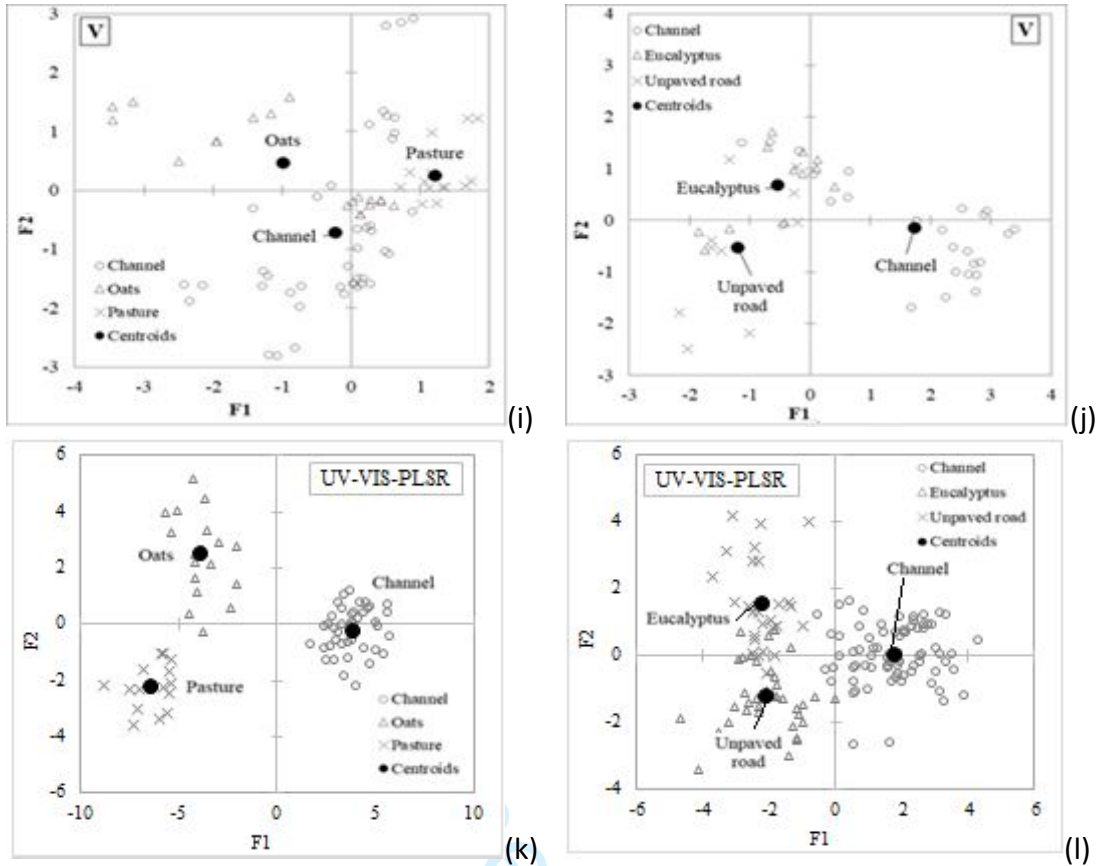 V
3
2
1
0
-1
-2
-3
-4
-3
-2
-1
0
1
2
F1
F2
Oats
Pasture
Channel
Channel
Oats
Pasture
Centroids
(i)
V
4
3
2
1
0
-1
-2
-3
-3
-2
-1
0
1
2
3
4
F1
F2
Channel
Eucalyptus
Unpaved road
Centroids
Eucalyptus
Channel
Unpaved
road
(j)
UV-VIS-PLSR
6
4
2
0
-2
-4
-6
-10
-5
0
5
10
F1
F2
Oats
Channel
Pasture
Channel
Oats
Pasture
Centroids
(k)
UV-VIS-PLSR
6
4
2
0
-2
-4
-6
-4
-2
0
2
4
6
F1
F2
Channel
Eucalyptus
Unpaved road
Centroids
Channel
Eucalyptus
Unpaved
road
(l)